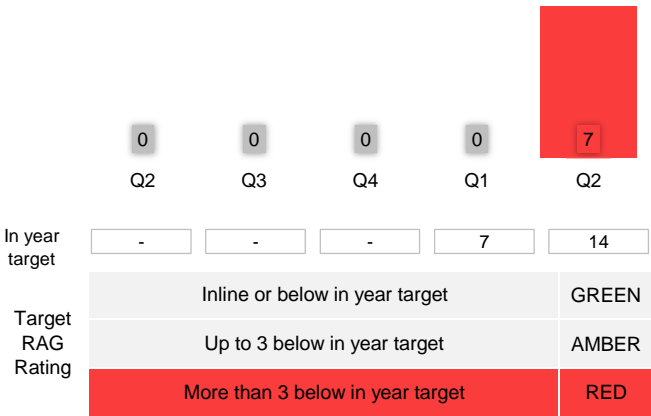 0 0 0 0 7
Q2 Q3 Q4 Q1 Q2
In year
target
- - - 7 14
Target
RAG
Rating
Inline or below in year target GREEN
Up to 3 below in year target AMBER
More than 3 below in year target RED